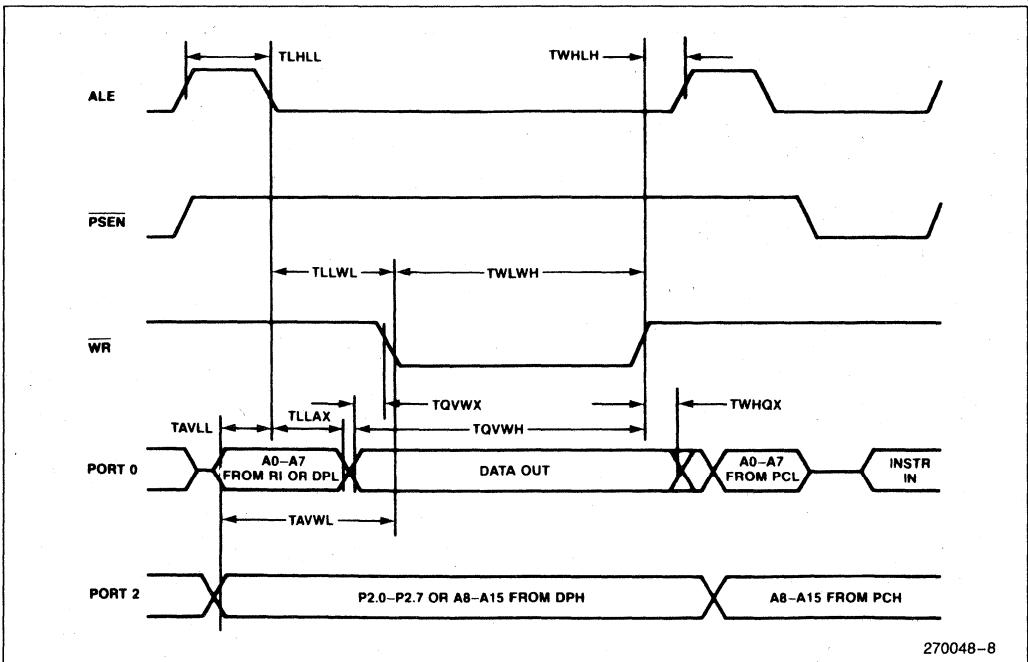 TLHLL
TWHLH
ALE
PSEN
TLLWL
TWLWH
WR
TQVWX
TWHQX
TAVLL
TLLAX
TQVWH
PORT 0
A0–A7
FROM RI OR DPL
DATA OUT
A0–A7
FROM PCL
INSTR
IN
TAVWL
PORT 2
P2.0–P2.7 OR A8–A15 FROM DPH
A8–A15 FROM PCH
270048–8